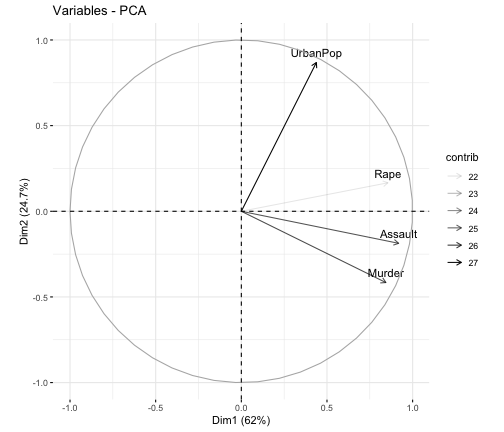 Variables - PCA
1.0
0.5
0.0
-0.5
-1.0
Dim2 (24.7%)
UrbanPop
Rape
Assault
Murder
-1.0 -0.5 0.0 0.5 1.0
Dim1 (62%)
contrib
22
23
24
25
26
27